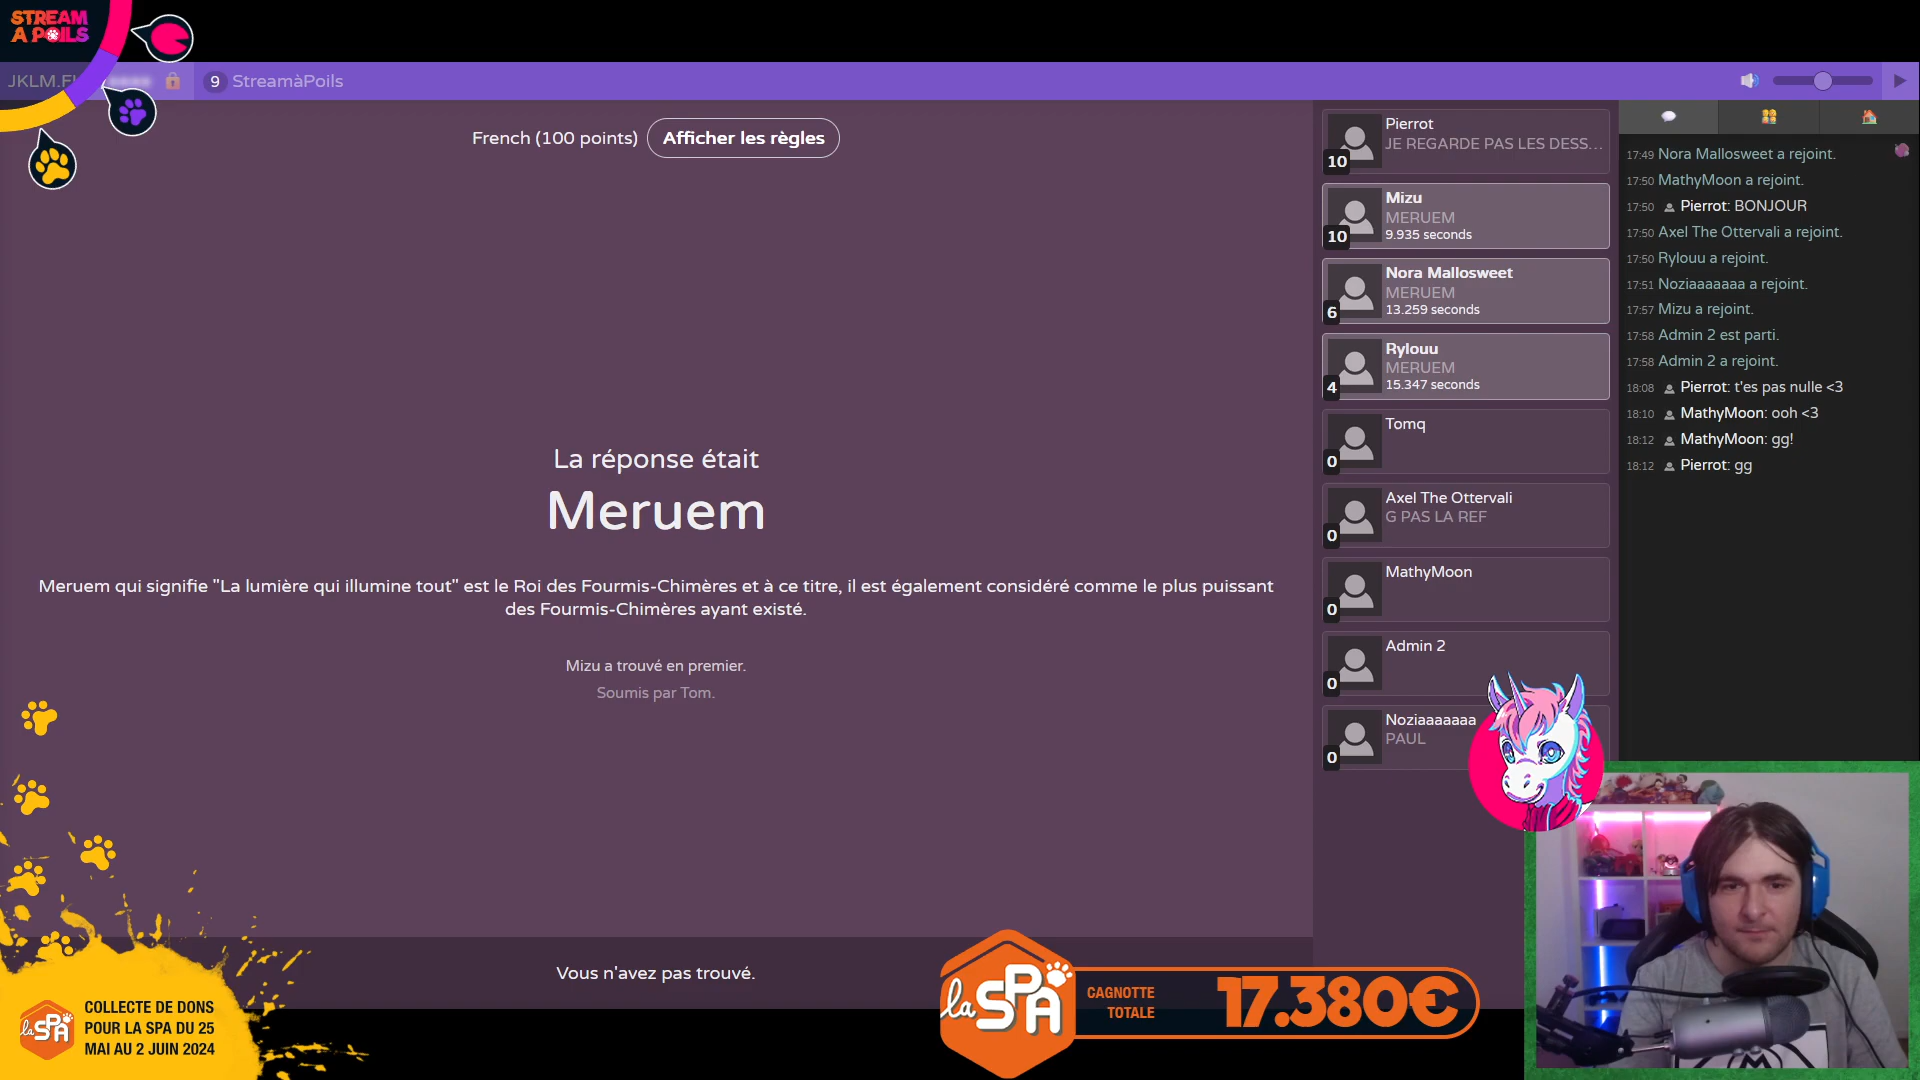 STREAM
A POILS
JKLM.F
9 StreamàPoils
French (100 points) Afficher les règles
La réponse était
Meruem
Meruem qui signifie "La lumière qui illumine tout" est le Roi des Fourmis-Chimères et à ce titre, il est également considéré comme le plus puissant
des Fourmis-Chimères ayant existé.
Mizu a trouvé en premier.
Soumis par Tom.
Vous n'avez pas trouvé.
Pierrot
JE REGARDE PAS LES DESS...
10
Mizu
MERUEM
9.935 seconds
10
Nora Mallosweet
MERUEM
13.259 seconds
6
Rylouu
MERUEM
15.347 seconds
4
Tomq
0
Axel The Ottervali
G PAS LA REF
0
MathyMoon
0
Admin 2
0
Noziaaaaaaa
PAUL
0
17:49 Nora Mallosweet a rejoint.
17:50 MathyMoon a rejoint.
17:50 Pierrot: BONJOUR
17:50 Axel The Ottervali a rejoint.
17:50 Rylouu a rejoint.
17:51 Noziaaaaaaa a rejoint.
17:57 Mizu a rejoint.
17:58 Admin 2 est parti.
17:58 Admin 2 a rejoint.
18:08 Pierrot: t'es pas nulle <3
18:10 MathyMoon: ooh <3
18:12 MathyMoon: gg!
18:12 Pierrot: gg
la SPA
COLLECTE DE DONS
POUR LA SPA DU 25
MAI AU 2 JUIN 2024
la SPA
CAGNOTTE
TOTALE
17.380€